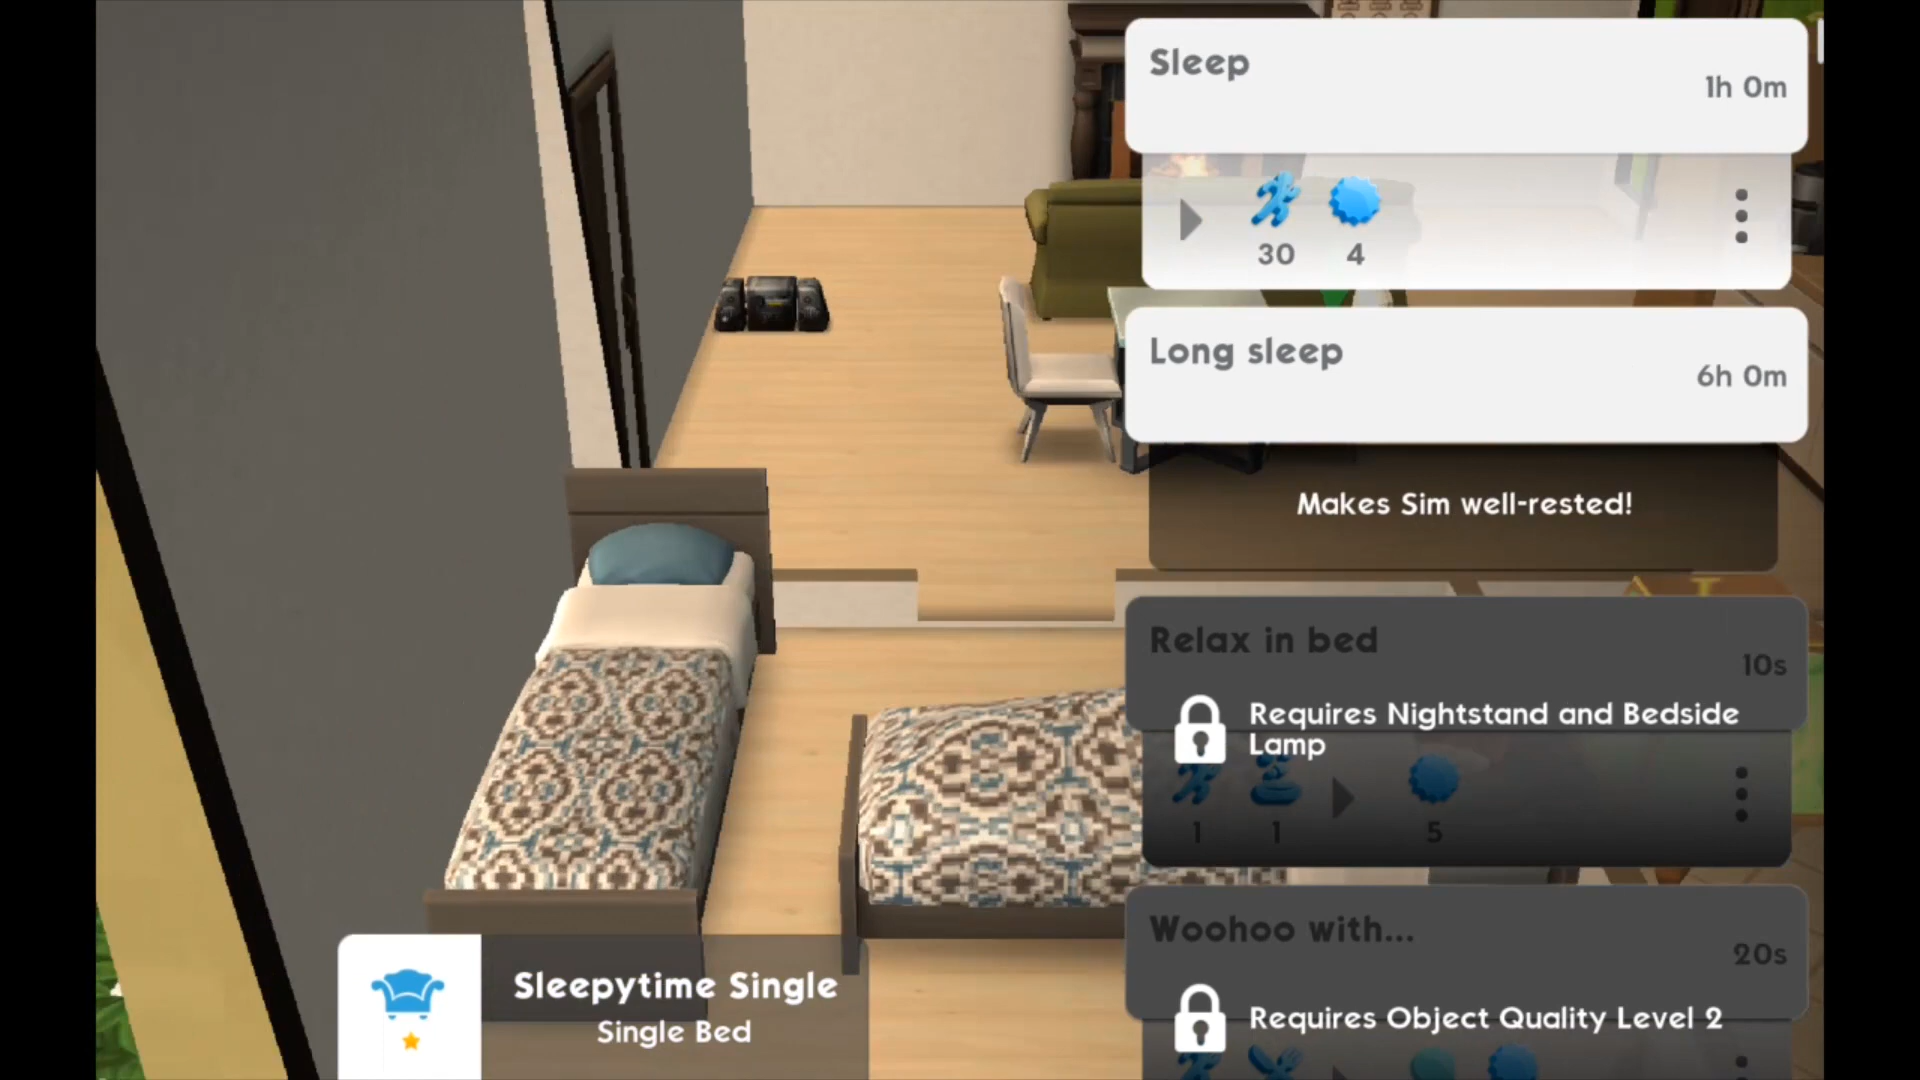 Sleep
1h 0m
30
4
Long sleep
6h 0m
Makes Sim well-rested!
Relax in bed
10s
Requires Nightstand and Bedside
Lamp
1
1
5
Woohoo with...
20s
Requires Object Quality Level 2
Sleepytime Single
Single Bed